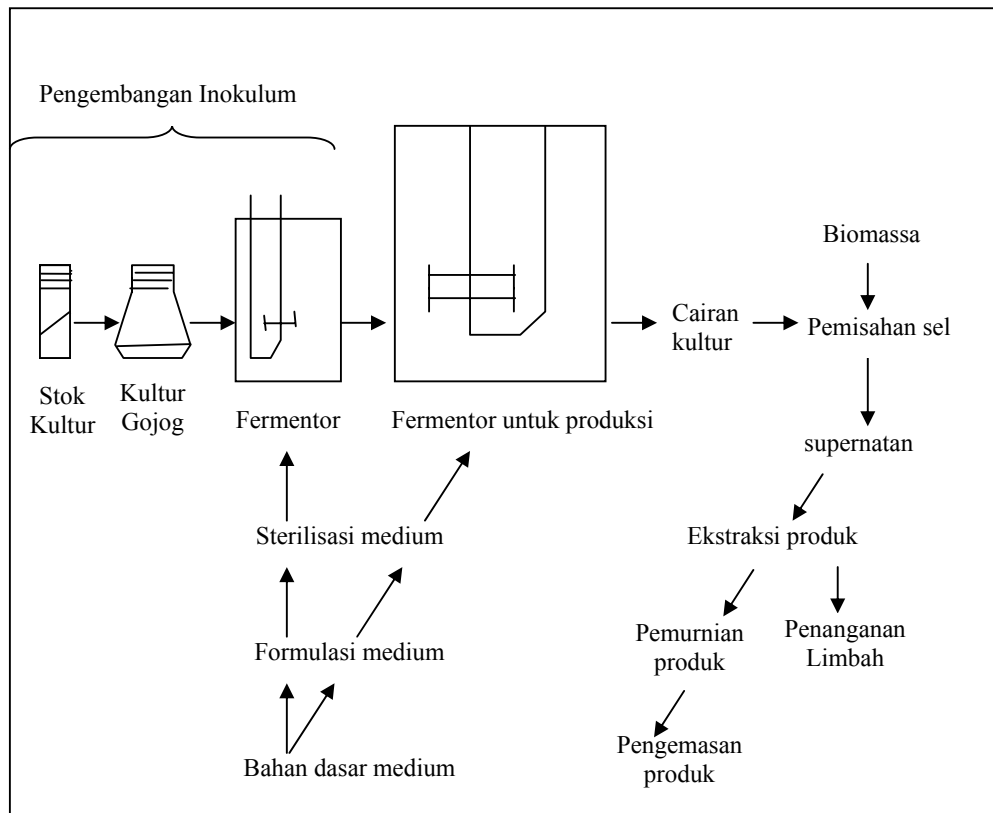 Pengembangan Inokulum
Biomassa
Cairan
kultur
Pemisahan sel
Stok
Kultur
Kultur
Gojog
Fermentor
Fermentor untuk produksi
supernatan
Sterilisasi medium
Ekstraksi produk
Formulasi medium
Pemurnian
produk
Penanganan
Limbah
Bahan dasar medium
Pengemasan
produk